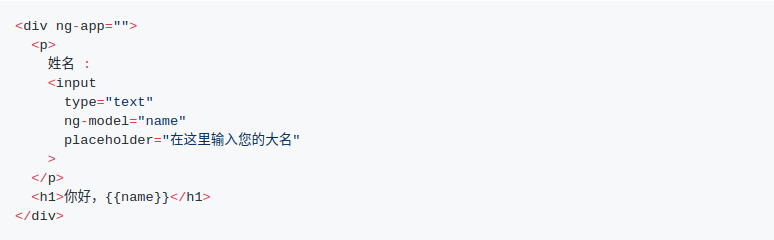 <div ng-app="">
  <p>
    姓名 :
    <input
      type="text"
      ng-model="name"
      placeholder="在这里输入您的大名"
    >
  </p>
  <h1>你好，{{name}}</h1>
</div>